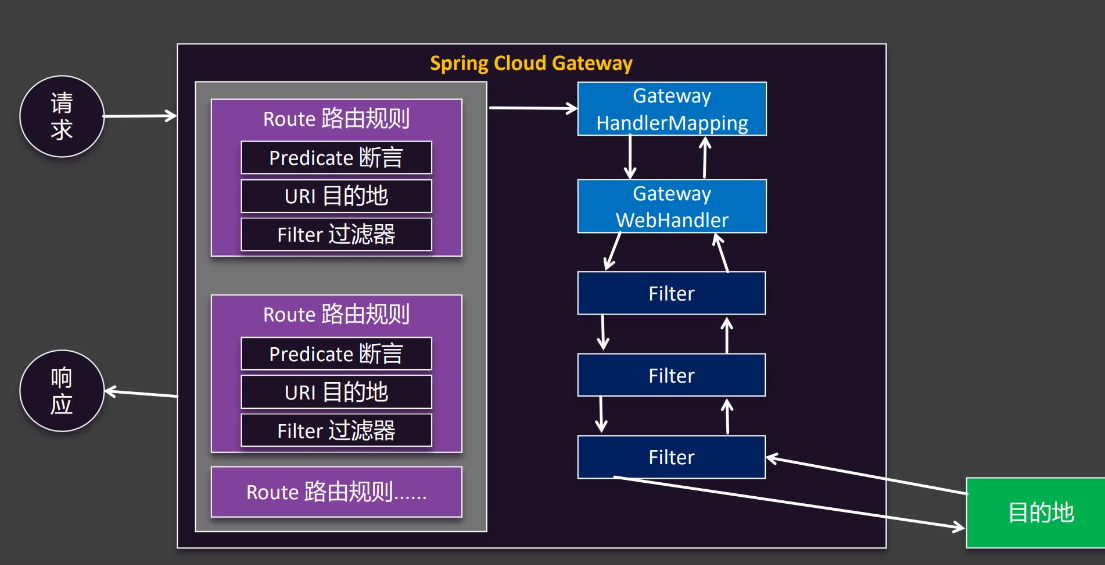 Spring Cloud Gateway
请
求
Route 路由规则
Predicate 断言
URI 目的地
Filter 过滤器
Route 路由规则
Predicate 断言
URI 目的地
Filter 过滤器
Route 路由规则......
响
应
Gateway
HandlerMapping
Gateway
WebHandler
Filter
Filter
Filter
目的地